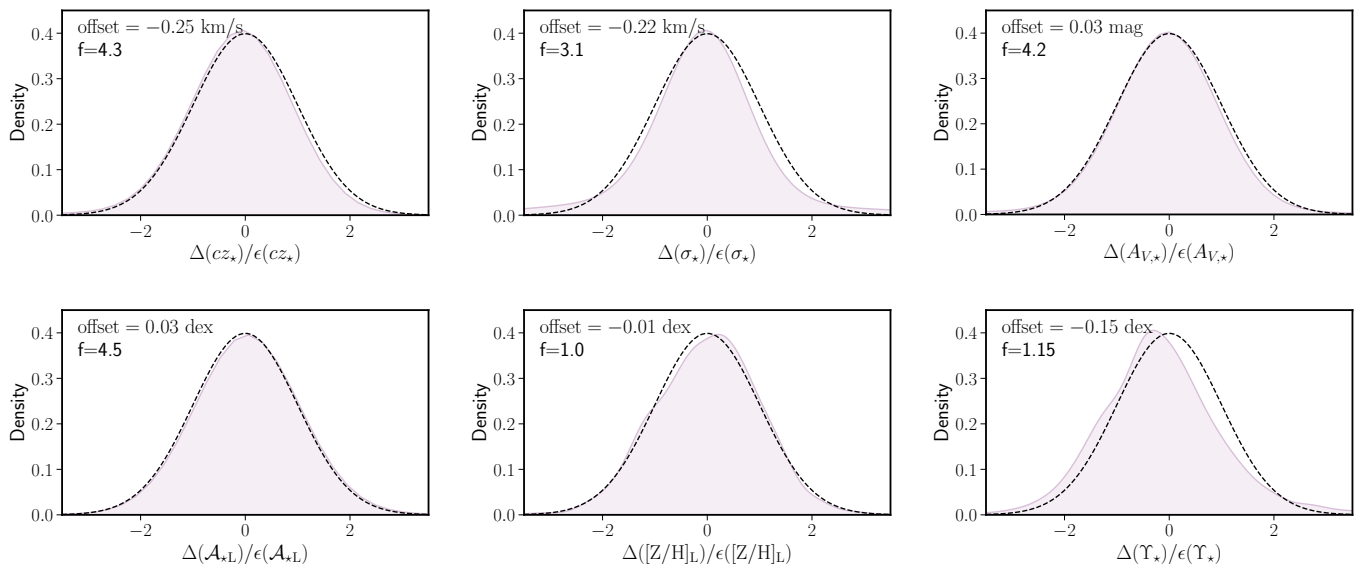 offset = −0.25 km/s
f=4.3
0.4
0.3
0.2
0.1
0.0
Density
−2 0 2
Δ(cz⋆)/ϵ(cz⋆)
offset = −0.22 km/s
f=3.1
0.4
0.3
0.2
0.1
0.0
Density
−2 0 2
Δ(σ⋆)/ϵ(σ⋆)
offset = 0.03 mag
f=4.2
0.4
0.3
0.2
0.1
0.0
Density
−2 0 2
Δ(A_V,⋆)/ϵ(A_V,⋆)
offset = 0.03 dex
f=4.5
0.4
0.3
0.2
0.1
0.0
Density
−2 0 2
Δ(𝒜⋆L)/ϵ(𝒜⋆L)
offset = −0.01 dex
f=1.0
0.4
0.3
0.2
0.1
0.0
Density
−2 0 2
Δ([Z/H]L)/ϵ([Z/H]L)
offset = −0.15 dex
f=1.15
0.4
0.3
0.2
0.1
0.0
Density
−2 0 2
Δ(Υ⋆)/ϵ(Υ⋆)